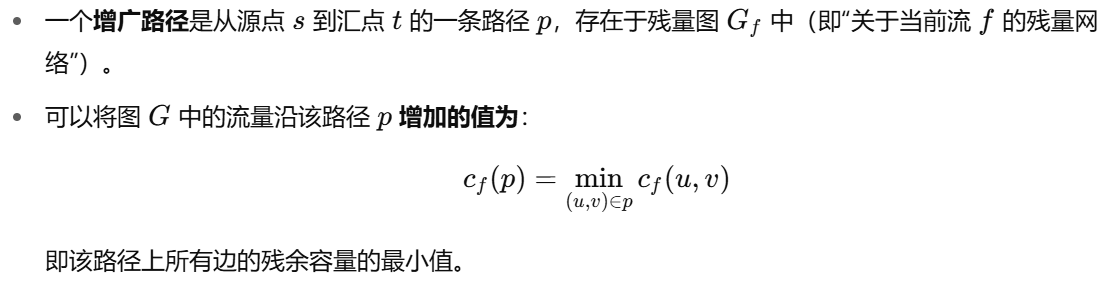 • 一个增广路径是从源点 s 到汇点 t 的一条路径 p，存在于残量图 G_f 中（即“关于当前流 f 的残量网
络”）。
• 可以将图 G 中的流量沿该路径 p 增加的值为：
c_f(p) = min_{(u,v)∈p} c_f(u, v)
即该路径上所有边的残余容量的最小值。